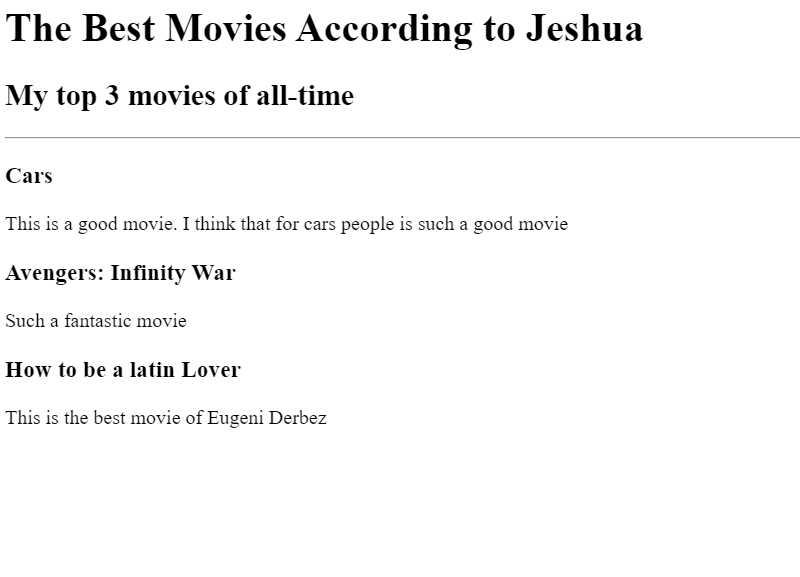 The Best Movies According to Jeshua
My top 3 movies of all-time
Cars
This is a good movie. I think that for cars people is such a good movie
Avengers: Infinity War
Such a fantastic movie
How to be a latin Lover
This is the best movie of Eugeni Derbez